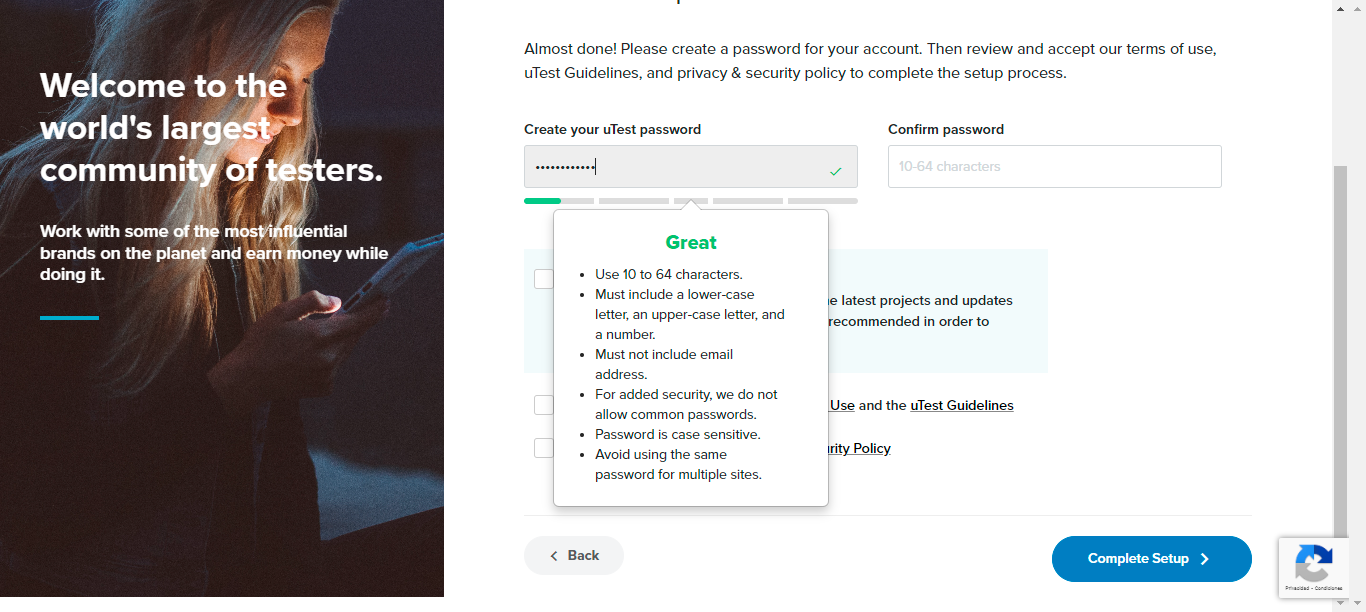 Welcome to the
world's largest
community of testers.
Work with some of the most influential
brands on the planet and earn money while
doing it.
Almost done! Please create a password for your account. Then review and accept our terms of use,
uTest Guidelines, and privacy & security policy to complete the setup process.
Create your uTest password
Confirm password
••••••••••••
10-64 characters
Great
• Use 10 to 64 characters.
• Must include a lower-case
letter, an upper-case letter, and
a number.
• Must not include email
address.
• For added security, we do not
allow common passwords.
• Password is case sensitive.
• Avoid using the same
password for multiple sites.
latest projects and updates
recommended in order to
Use and the uTest Guidelines
Policy
Back
Complete Setup
Privacidad - Condiciones